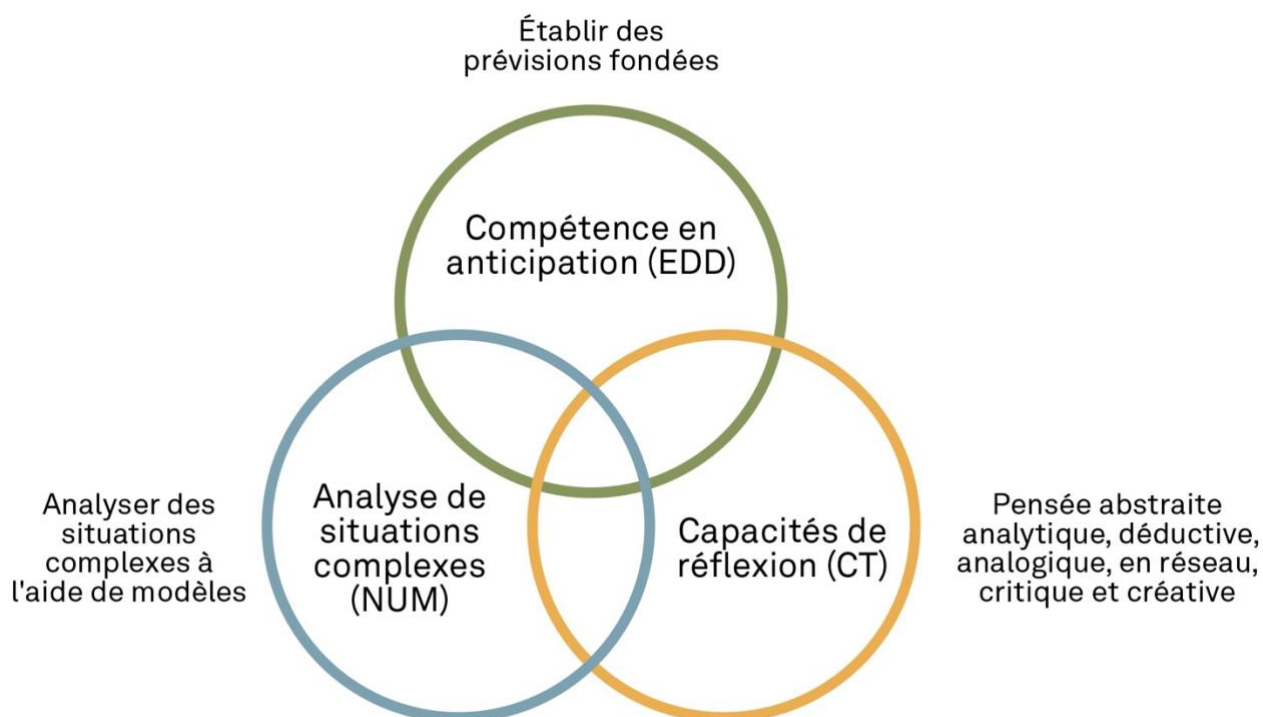 Établir des
prévisions fondées
Compétence en
anticipation (EDD)
Analyser des
situations
complexes à
l'aide de modèles
Analyse de
situations
complexes
(NUM)
Capacités de
réflexion (CT)
Pensée abstraite
analytique, déductive,
analogique, en réseau,
critique et créative